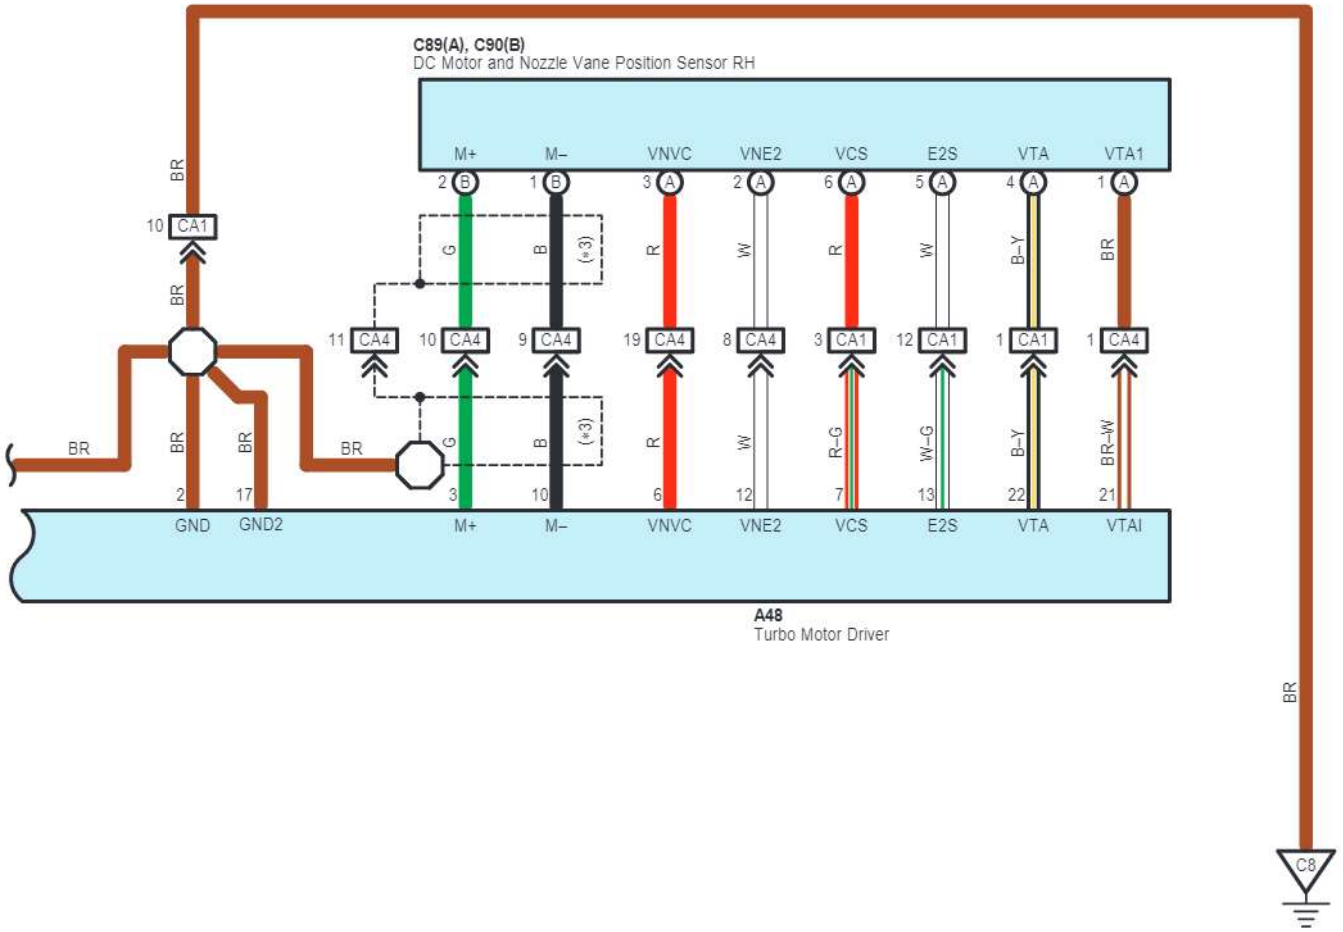 C89(A), C90(B)
DC Motor and Nozzle Vane Position Sensor RH
M+ M– VNVC VNE2 VCS E2S VTA VTA1
2 B 1 B 3 A 2 A 6 A 5 A 4 A 1 A
BR
10 CA1
G B (*3) R W R W B–Y BR
BR
11 CA4 10 CA4 9 CA4 19 CA4 8 CA4 3 CA1 12 CA1 1 CA1 1 CA4
BR BR BR BR G B (*3) R W R–G W–G B–Y BR–W
2 17 3 10 6 12 7 13 22 21
GND GND2 M+ M– VNVC VNE2 VCS E2S VTA VTAI
A48
Turbo Motor Driver
BR
C8